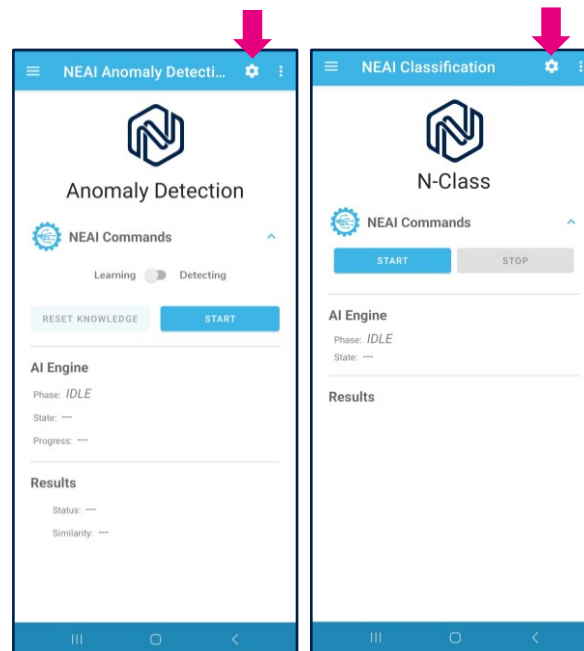 NEAI Anomaly Detecti...
Anomaly Detection
NEAI Commands
Learning Detecting
RESET KNOWLEDGE START
AI Engine
Phase: IDLE
State: ---
Progress: ---
Results
Status: ---
Similarity: ---
NEAI Classification
N-Class
NEAI Commands
START STOP
AI Engine
Phase: IDLE
State: ---
Results